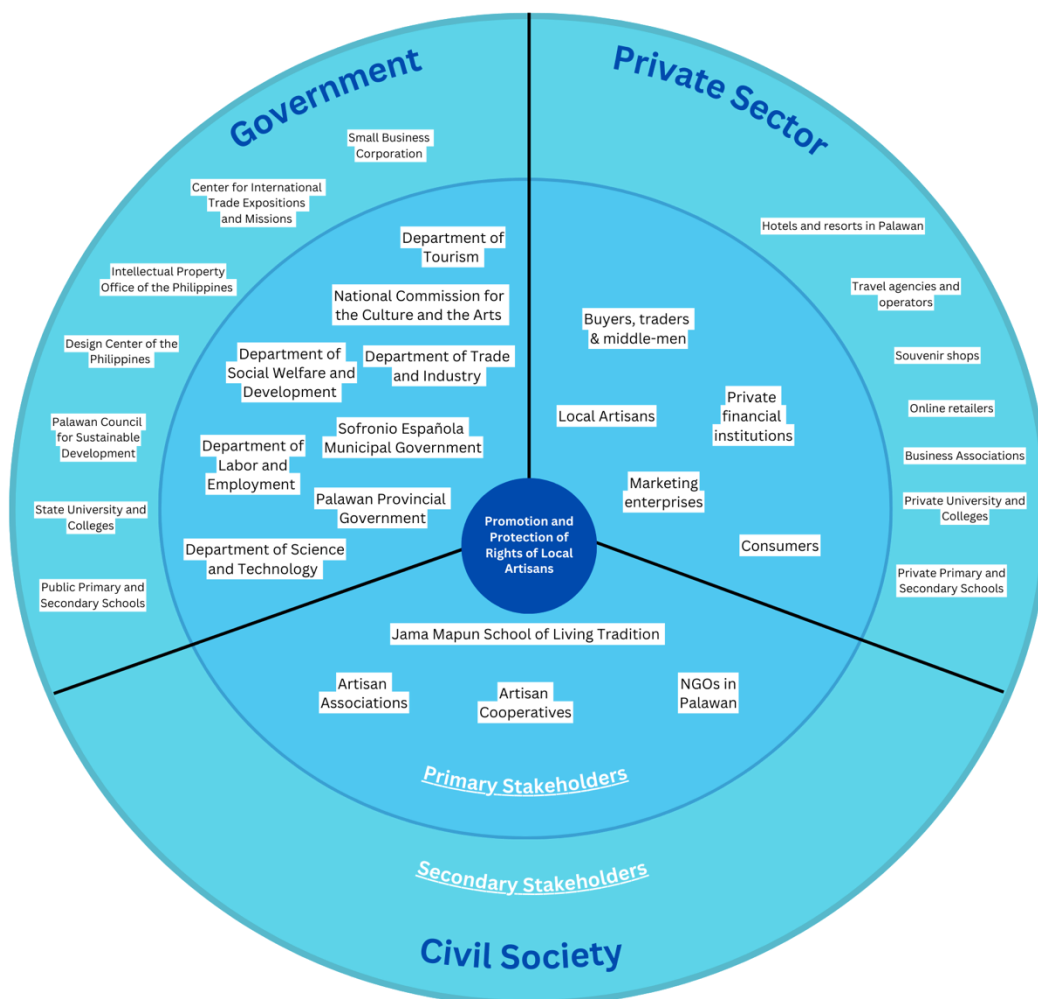 Government
Private Sector
Small Business
Corporation
Center for International
Trade Expositions
and Missions
Intellectual Property
Office of the Philippines
Design Center of the
Philippines
Palawan Council
for Sustainable
Development
State University and
Colleges
Public Primary and
Secondary Schools
Department of
Tourism
National Commission for
the Culture and the Arts
Department of
Social Welfare and
Development
Department of Trade
and Industry
Sofronio Española
Municipal Government
Department of
Labor and
Employment
Palawan Provincial
Government
Department of Science
and Technology
Hotels and resorts in Palawan
Travel agencies and
operators
Souvenir shops
Online retailers
Business Associations
Private University and
Colleges
Private Primary and
Secondary Schools
Buyers, traders
& middle-men
Local Artisans
Private
financial
institutions
Marketing
enterprises
Consumers
Promotion and
Protection of
Rights of Local
Artisans
Jama Mapun School of Living Tradition
Artisan
Associations
Artisan
Cooperatives
NGOs in
Palawan
Primary Stakeholders
Secondary Stakeholders
Civil Society